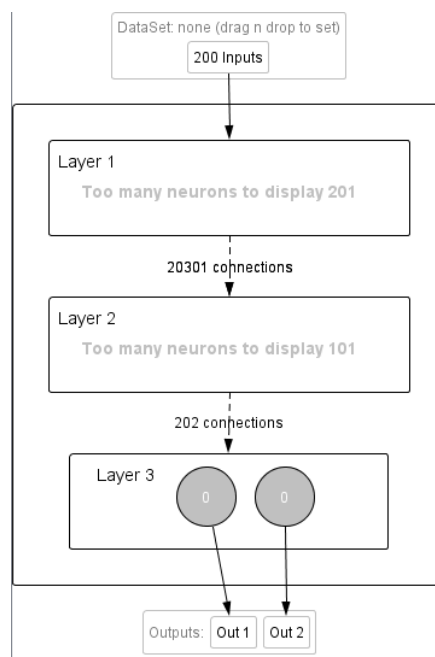 DataSet: none (drag n drop to set)
200 Inputs
Layer 1
Too many neurons to display 201
20301 connections
Layer 2
Too many neurons to display 101
202 connections
Layer 3
0 0
Outputs: Out 1 Out 2